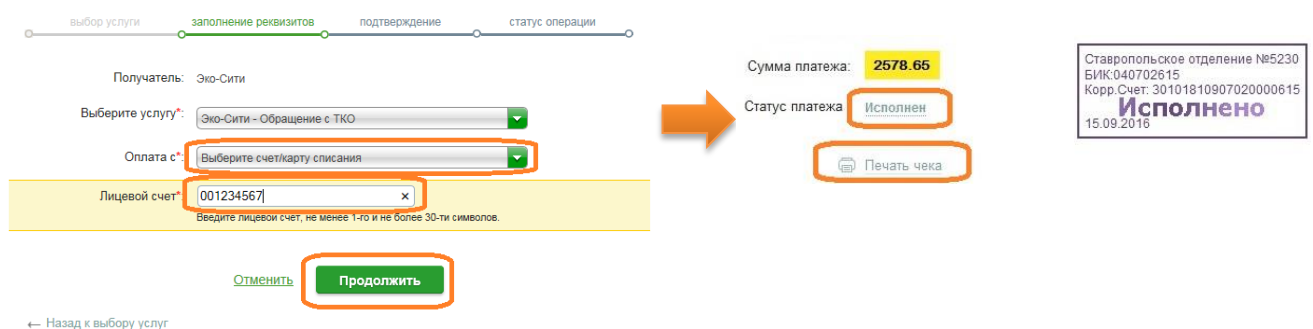 выбор услуги
заполнение реквизитов
подтверждение
статус операции
Получатель: Эко-Сити
Выберите услугу*: Эко-Сити - Обращение с ТКО
Оплата с*: Выберите счет/карту списания
Лицевой счет*: 001234567 ×
Введите лицевой счет, не менее 1-го и не более 30-ти символов.
Отменить Продолжить
← Назад к выбору услуг
Сумма платежа: 2578.65
Статус платежа Исполнен
Печать чека
Ставропольское отделение №5230
БИК:040702615
Корр.Счет: 30101810907020000615
Исполнено
15.09.2016